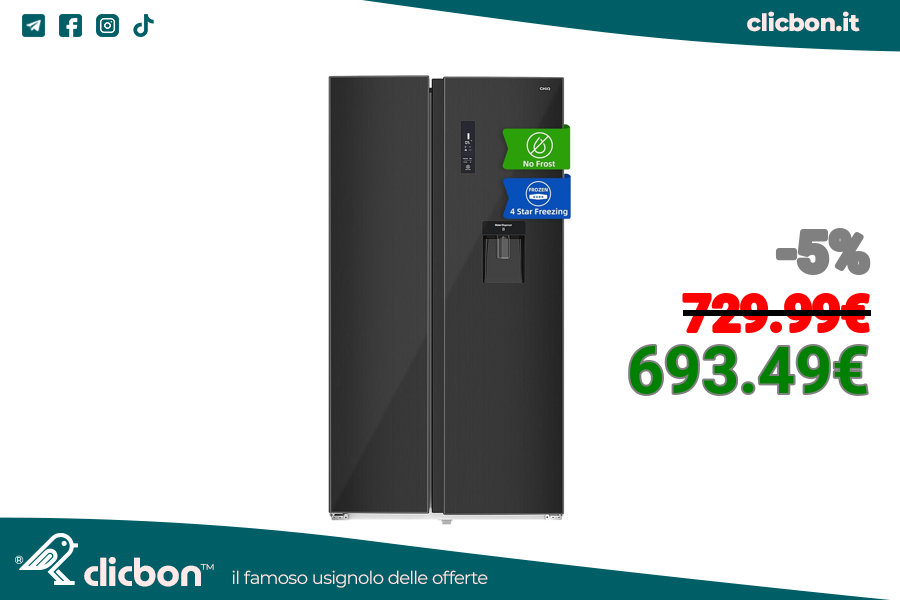 clicbon.it
CHiQ
No Frost
FROZEN
4 Star Freezing
-5%
729.99€
693.49€
® clicbon™ il famoso usignolo delle offerte